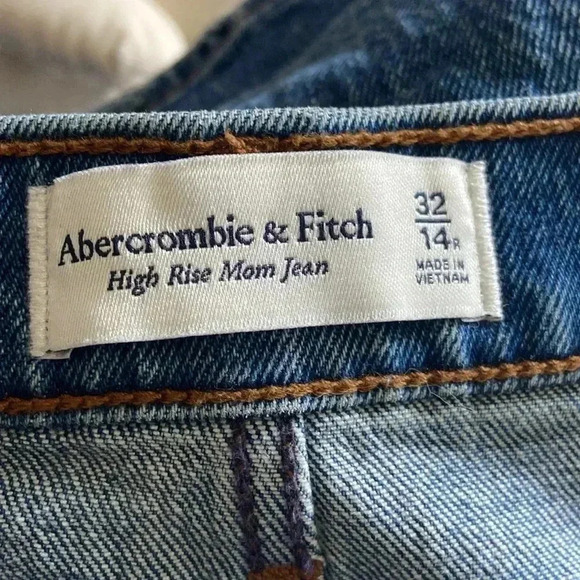 Abercrombie & Fitch
High Rise Mom Jean
32
14R
MADE IN
VIETNAM